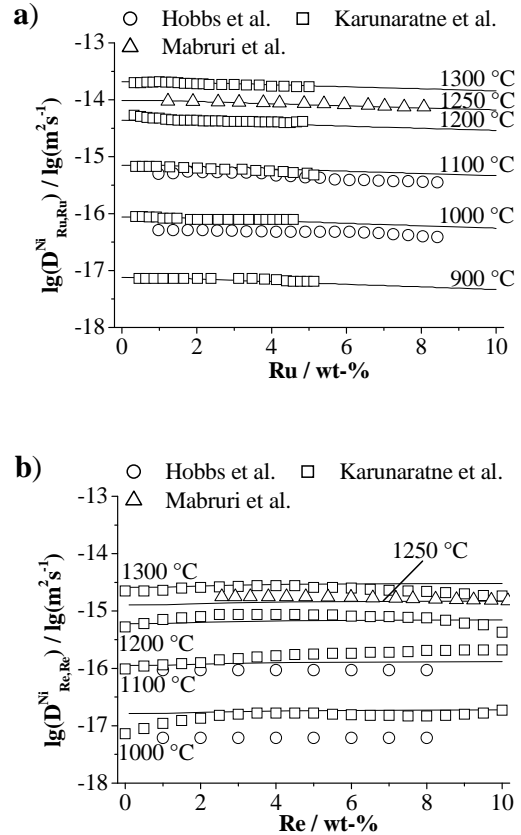 a)
Hobbs et al. Karunaratne et al.
Mabruri et al.
-13
-14
-15
-16
-17
-18
1300 °C
1250 °C
1200 °C
1100 °C
1000 °C
900 °C
lg(D^Ni_Ru,Ru) / lg(m²s⁻¹)
0 2 4 6 8 10
Ru / wt-%
b)
Hobbs et al. Karunaratne et al.
Mabruri et al.
-13
-14
-15
-16
-17
-18
1250 °C
1300 °C
1200 °C
1100 °C
1000 °C
lg(D^Ni_Re,Re) / lg(m²s⁻¹)
0 2 4 6 8 10
Re / wt-%